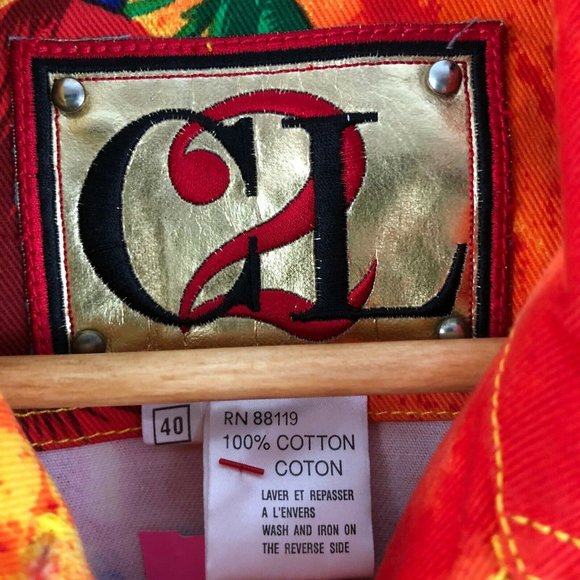 C2L
40
RN 88119
100% COTTON
COTON
LAVER ET REPASSER
A L'ENVERS
WASH AND IRON ON
THE REVERSE SIDE